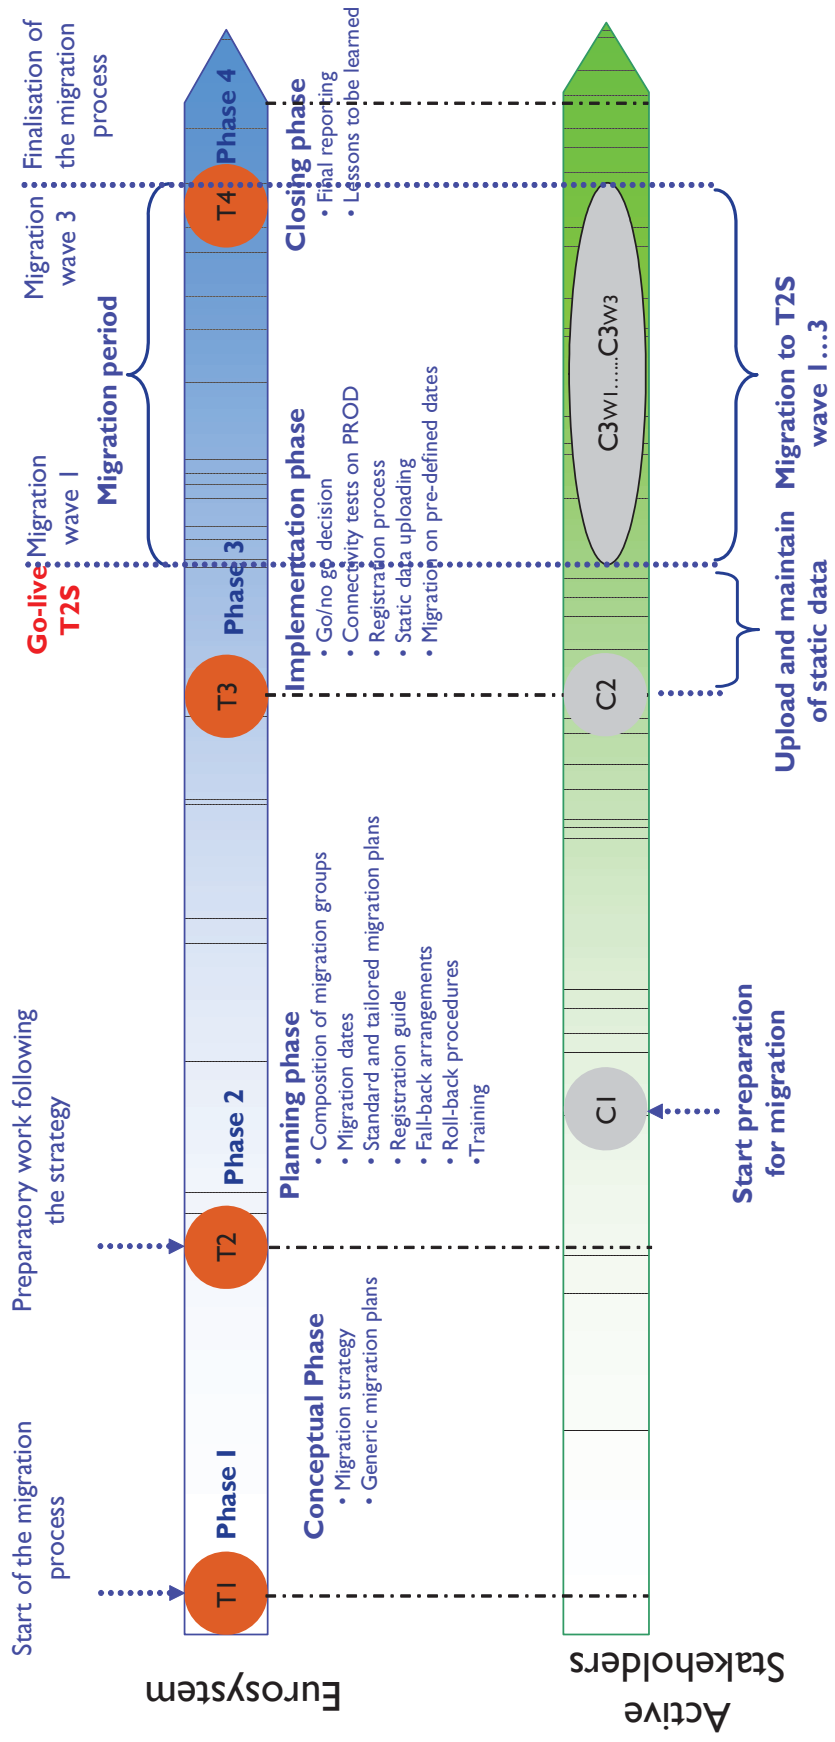 Start of the migration
process
Preparatory work following
the strategy
Go-live
T2S
Migration
wave 1
Migration period
Migration
wave 3
Finalisation of
the migration
process
Eurosystem
T1
Phase 1
T2
Phase 2
T3
Phase 3
T4
Phase 4
Conceptual Phase
• Migration strategy
• Generic migration plans
Planning phase
• Composition of migration groups
• Migration dates
• Standard and tailored migration plans
• Registration guide
• Fall-back arrangements
• Roll-back procedures
•Training
Implementation phase
• Go/no go decision
• Connectivity tests on PROD
• Registration process
• Static data uploading
• Migration on pre-defined dates
Closing phase
• Final reporting
• Lessons to be learned
Active
Stakeholders
C1
C2
C3W1......C3W3
Start preparation
for migration
Upload and maintain
of static data
Migration to T2S
wave 1...3